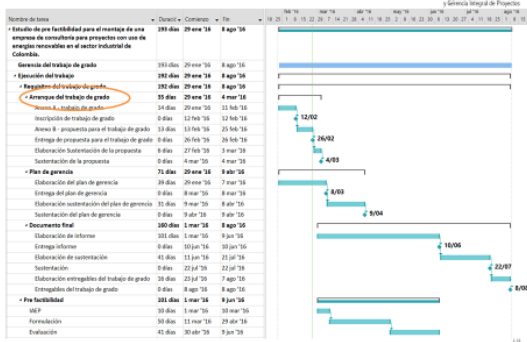 y Gerencia Integral de Proyectos
Nombre de tarea Duració Comienzo Fin
Estudio de pre factibilidad para el montaje de una 193 días 29 ene '16 8 ago '16
empresa de consultoría para proyectos con uso de
energías renovables en el sector industrial de
Colombia.
Gerencia del trabajo 193 días 29 ene '16 8 ago '16
Ejecución del trabajo 192 días 29 ene '16 8 ago '16
Requisitos del trabajo de grado 192 días 29 ene '16 8 ago '16
Arranque del trabajo de grado 35 días 29 ene '16 4 mar '16
Anexo A - trabajo de grado 14 días 29 ene '16 11 feb '16
Inscripción de trabajo de grado 0 días 12 feb '16 12 feb '16 12/02
Anexo B - propuesta para el trabajo de grado 13 días 13 feb '16 25 feb '16
Entrega de propuesta para el trabajo de grado 0 días 26 feb '16 26 feb '16 26/02
Elaboración Sustentación de la propuesta 6 días 27 feb '16 3 mar '16
Sustentación de la propuesta 0 días 4 mar '16 4 mar '16 4/03
Plan de gerencia 71 días 29 ene '16 9 abr '16
Elaboración del plan de gerencia 39 días 29 ene '16 7 mar '16
Entrega del plan de gerencia 0 días 8 mar '16 8 mar '16 8/03
Elaboración sustentación del plan de gerencia 31 días 9 mar '16 8 abr '16
Sustentación del plan de gerencia 0 días 9 abr '16 9 abr '16 9/04
Documento final 160 días 1 mar '16 8 ago '16
Elaboración de informe 101 días 1 mar '16 9 jun '16
Entrega informe 0 días 10 jun '16 10 jun '16 10/06
Elaboración de sustentación 41 días 11 jun '16 21 jul '16
Sustentación 0 días 22 jul '16 22 jul '16 22/07
Elaboración entregables del trabajo de grado 16 días 23 jul '16 7 ago '16
Entregables del trabajo de grado 0 días 8 ago '16 8 ago '16 8/08
Pre factibilidad 101 días 1 mar '16 9 jun '16
IAEP 10 días 1 mar '16 10 mar '16
Formulación 50 días 11 mar '16 29 abr '16
Evaluación 41 días 30 abr '16 9 jun '16